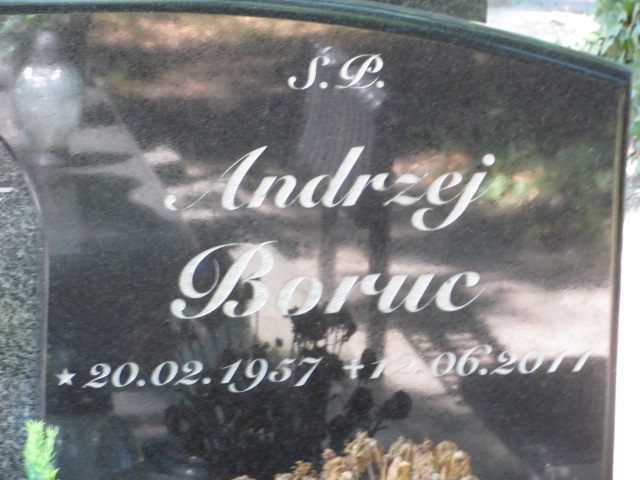 Ś.P.
Andrzej
Boruc
★20.02.1957 +12.06.2011